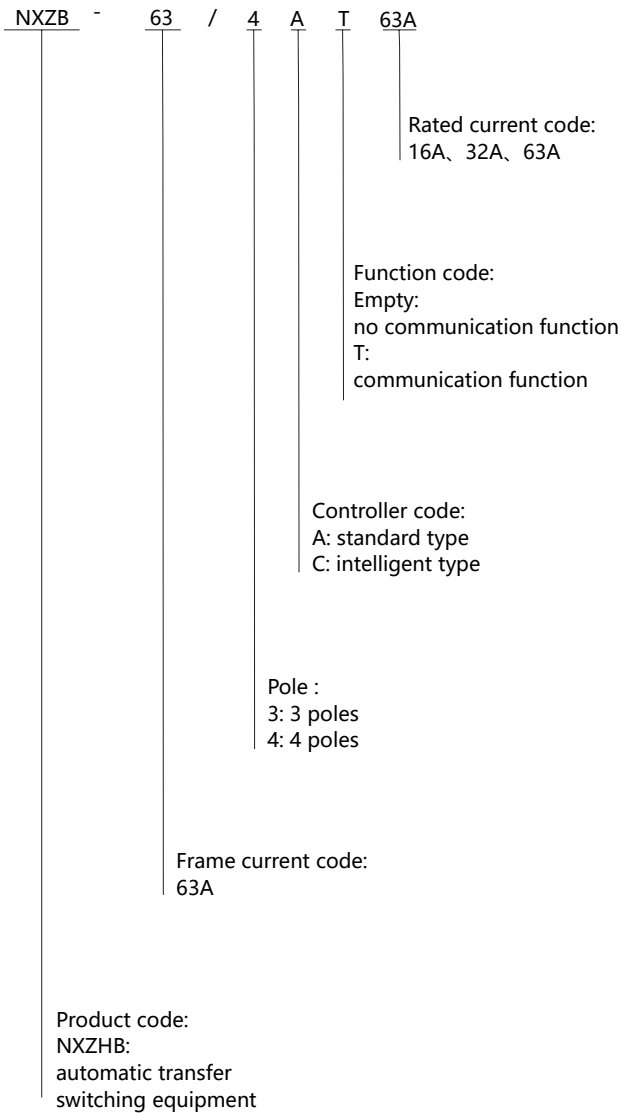 NXZB - 63 / 4 A T 63A
Rated current code:
16A、32A、63A
Function code:
Empty:
no communication function
T:
communication function
Controller code:
A: standard type
C: intelligent type
Pole :
3: 3 poles
4: 4 poles
Frame current code:
63A
Product code:
NXZHB:
automatic transfer
switching equipment